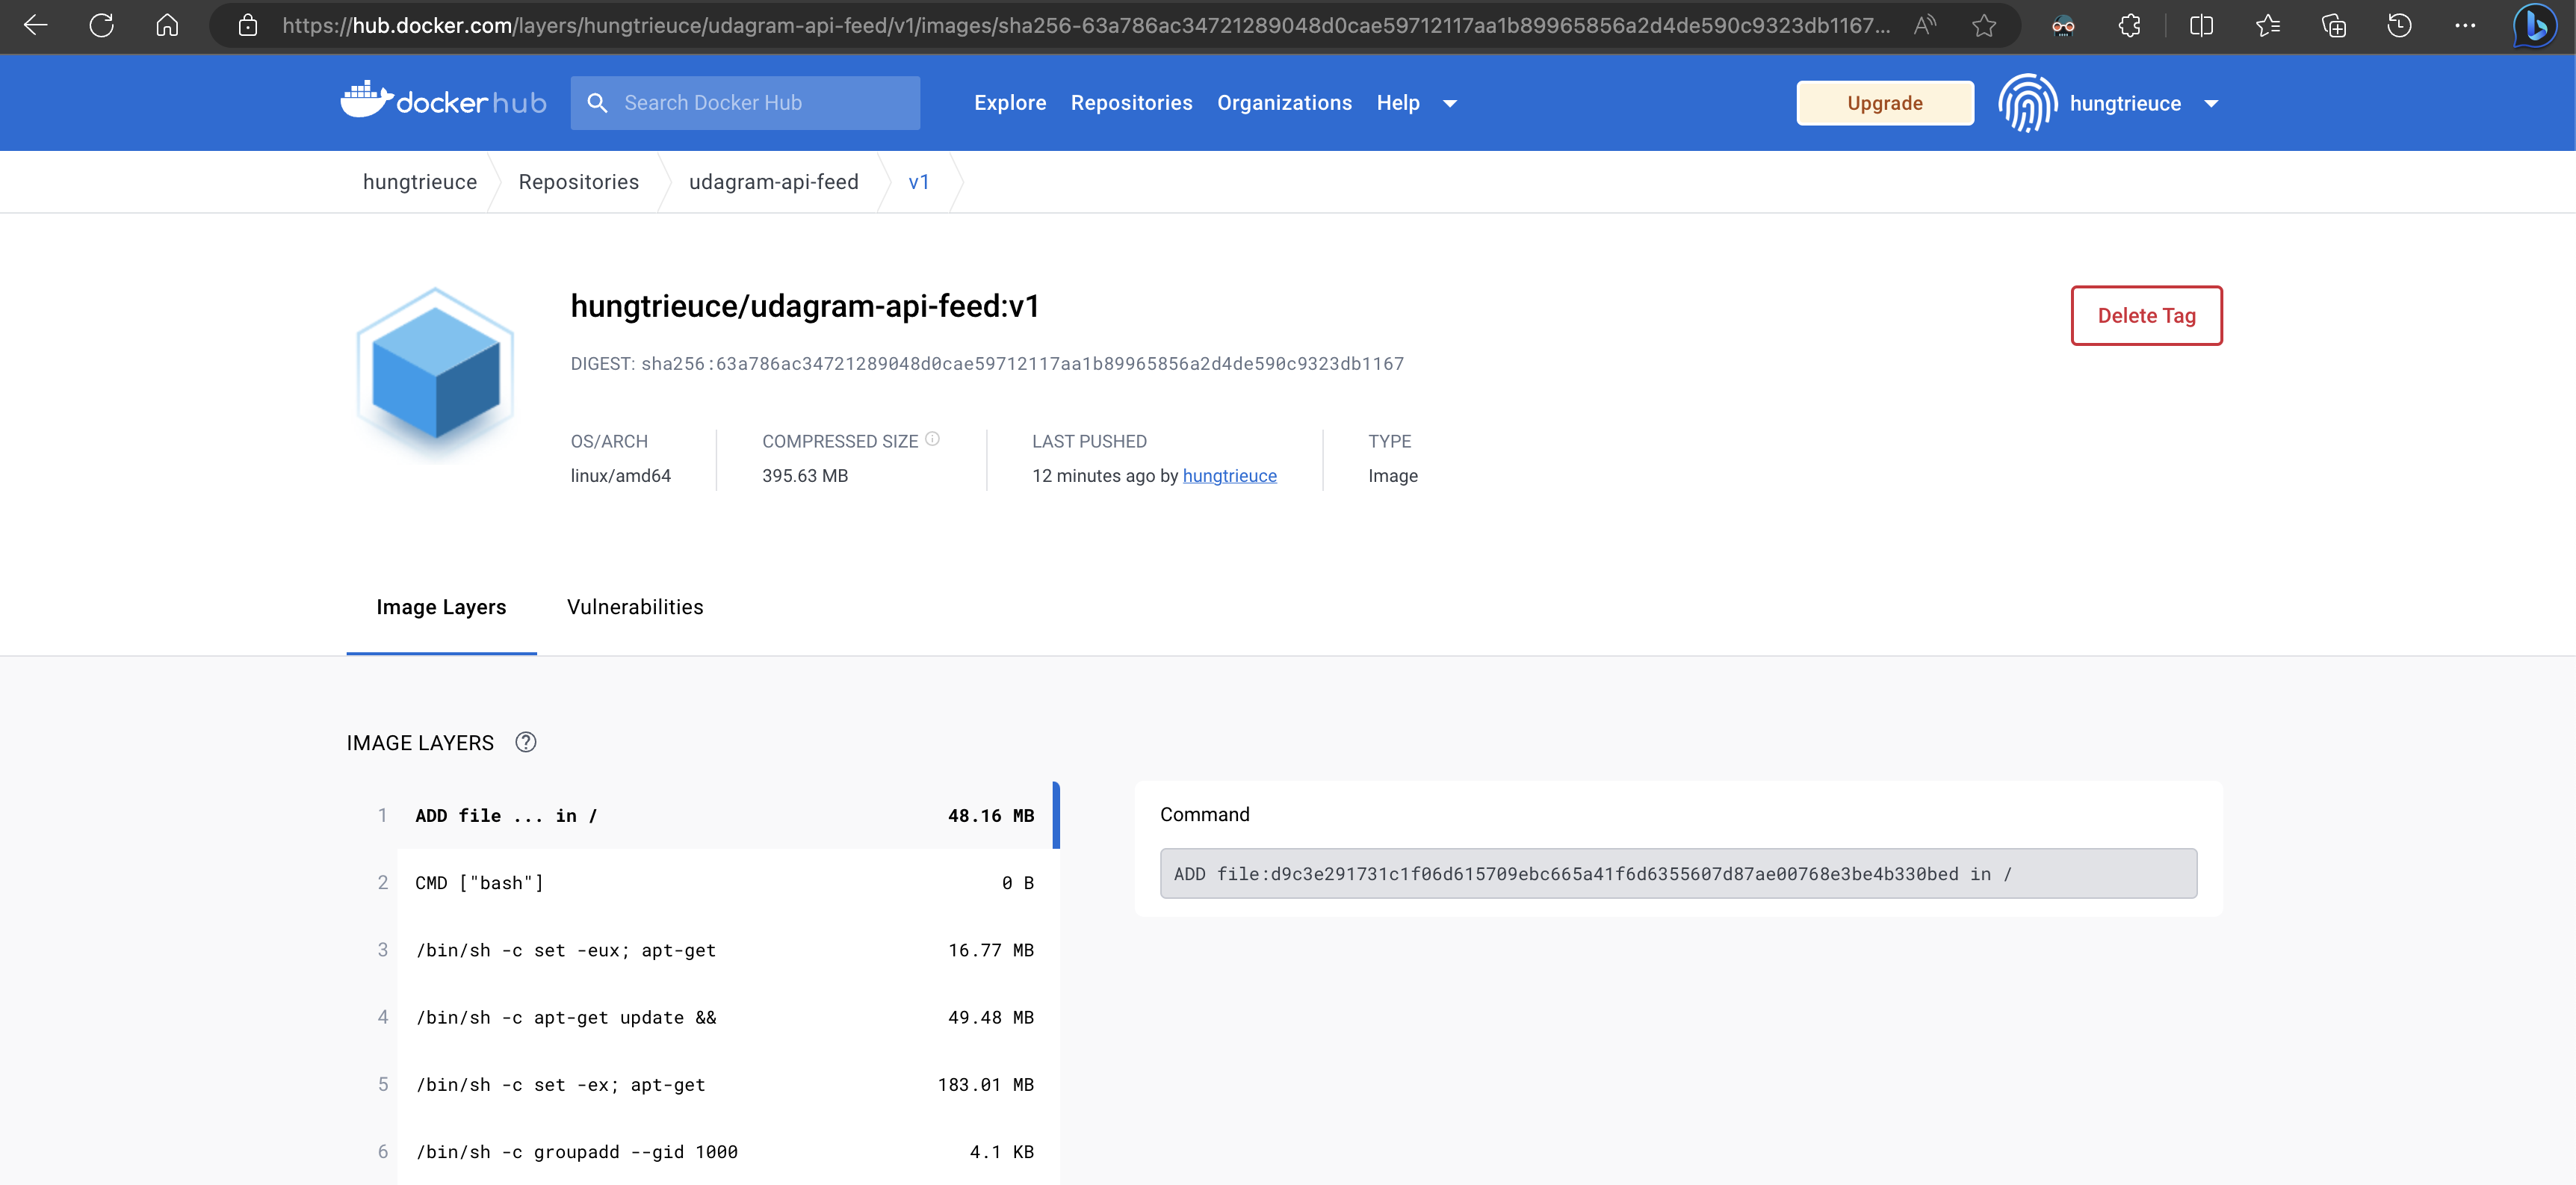 https://hub.docker.com/layers/hungtrieuce/udagram-api-feed/v1/images/sha256-63a786ac34721289048d0cae59712117aa1b89965856a2d4de590c9323db1167...
docker hub
Search Docker Hub
Explore Repositories Organizations Help
Upgrade
hungtrieuce
hungtrieuce Repositories udagram-api-feed v1
hungtrieuce/udagram-api-feed:v1
Delete Tag
DIGEST: sha256:63a786ac34721289048d0cae59712117aa1b89965856a2d4de590c9323db1167
OS/ARCH COMPRESSED SIZE LAST PUSHED TYPE
linux/amd64 395.63 MB 12 minutes ago by hungtrieuce Image
Image Layers Vulnerabilities
IMAGE LAYERS
1 ADD file ... in / 48.16 MB
2 CMD ["bash"] 0 B
3 /bin/sh -c set -eux; apt-get 16.77 MB
4 /bin/sh -c apt-get update && 49.48 MB
5 /bin/sh -c set -ex; apt-get 183.01 MB
6 /bin/sh -c groupadd --gid 1000 4.1 KB
Command
ADD file:d9c3e291731c1f06d615709ebc665a41f6d6355607d87ae00768e3be4b330bed in /